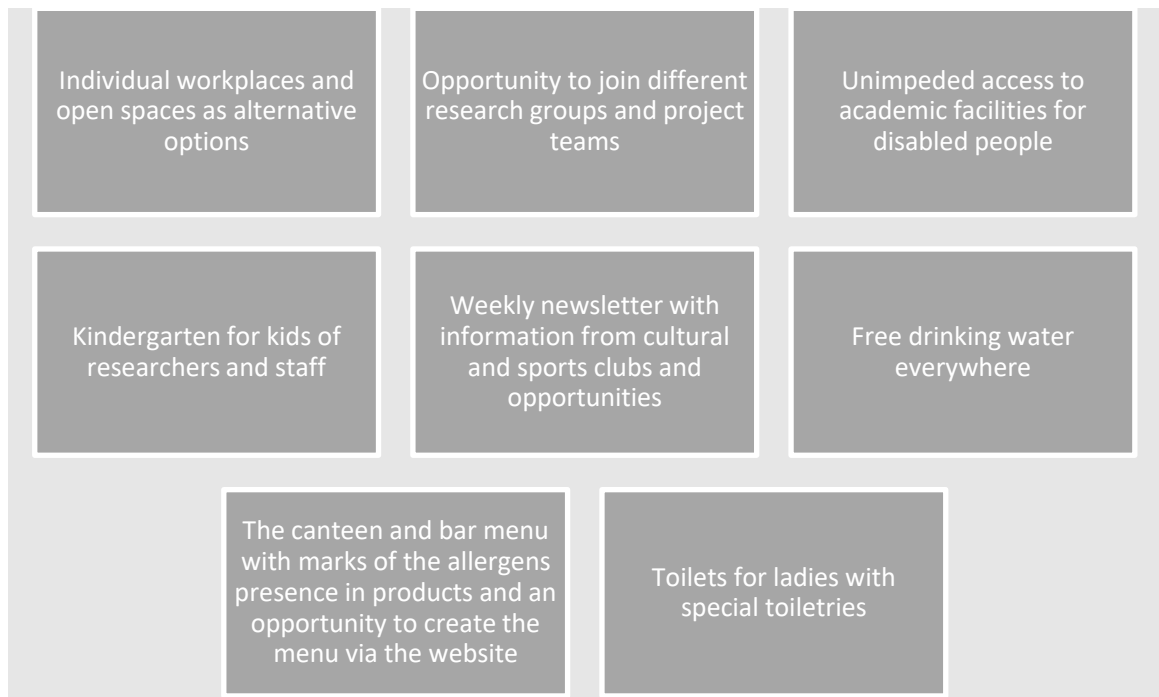 Individual workplaces and
open spaces as alternative
options
Opportunity to join different
research groups and project
teams
Unimpeded access to
academic facilities for
disabled people
Kindergarten for kids of
researchers and staff
Weekly newsletter with
information from cultural
and sports clubs and
opportunities
Free drinking water
everywhere
The canteen and bar menu
with marks of the allergens
presence in products and an
opportunity to create the
menu via the website
Toilets for ladies with
special toiletries